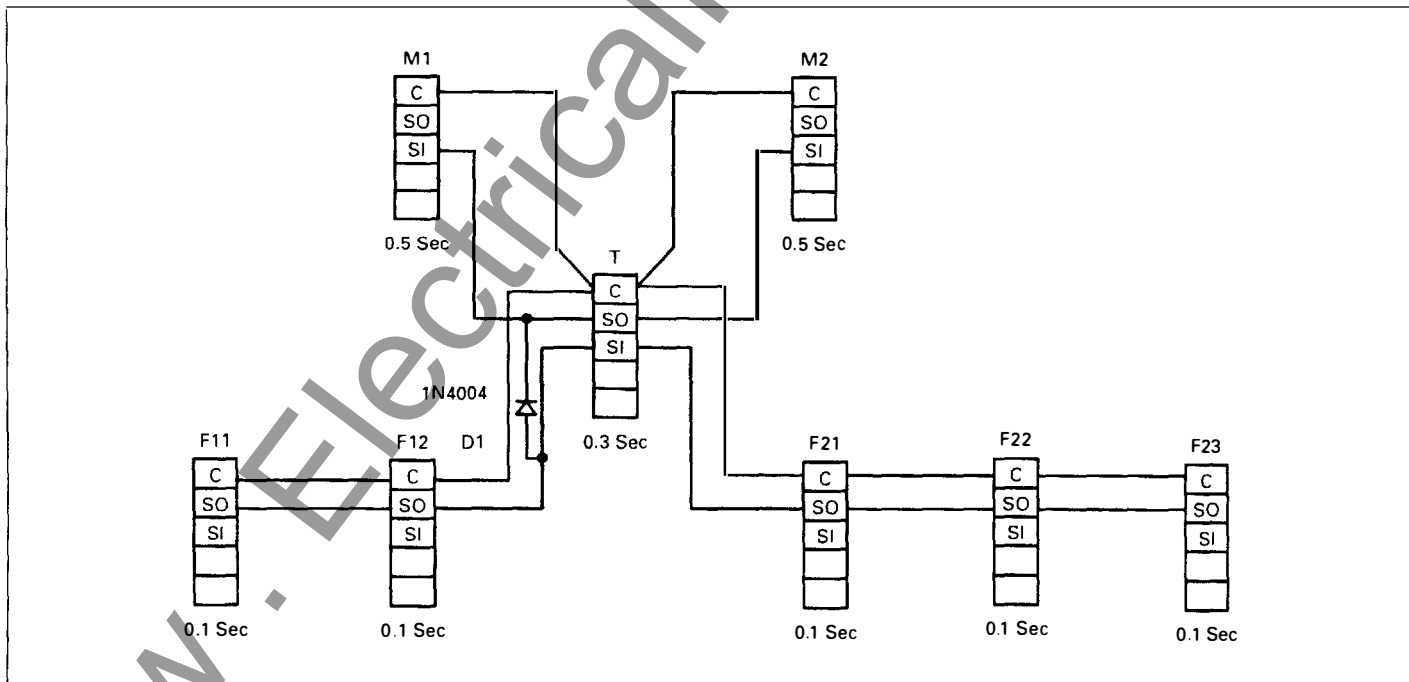 M1
C
SO
SI
0.5 Sec
M2
C
SO
SI
0.5 Sec
T
C
SO
SI
0.3 Sec
1N4004
D1
F11
C
SO
SI
0.1 Sec
F12
C
SO
SI
0.1 Sec
F21
C
SO
SI
0.1 Sec
F22
C
SO
SI
0.1 Sec
F23
C
SO
SI
0.1 Sec
w. Electrical